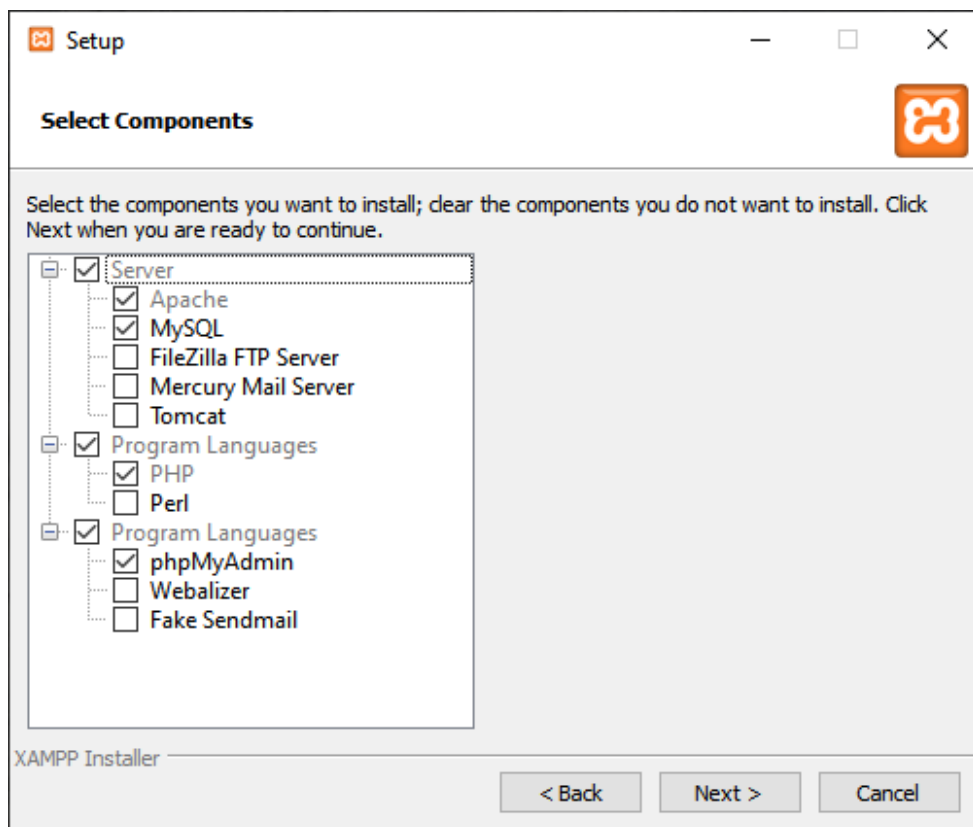 Setup
Select Components
Select the components you want to install; clear the components you do not want to install. Click
Next when you are ready to continue.
Server
Apache
MySQL
FileZilla FTP Server
Mercury Mail Server
Tomcat
Program Languages
PHP
Perl
Program Languages
phpMyAdmin
Webalizer
Fake Sendmail
XAMPP Installer
< Back Next > Cancel